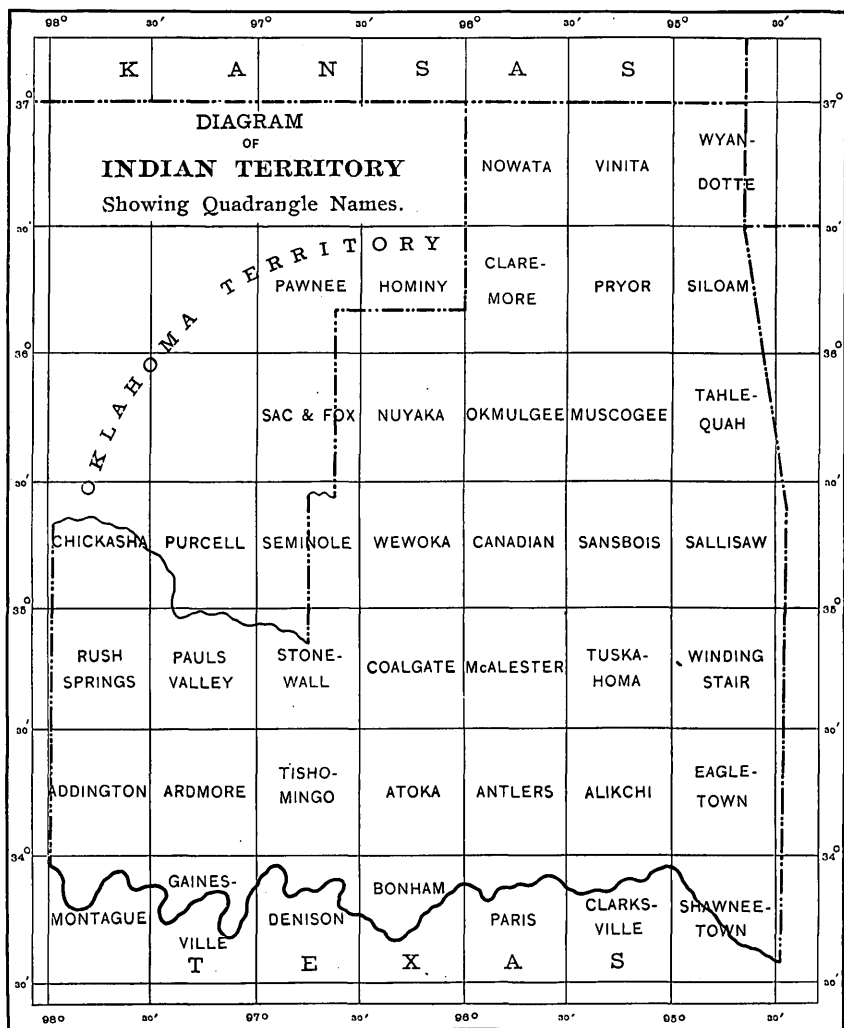 98° 30' 97° 30' 96° 30' 95° 30'
K A N S A S
37° 37°
DIAGRAM
OF
INDIAN TERRITORY
Showing Quadrangle Names.
NOWATA VINITA WYAN-
DOTTE
30' 30'
OKLAHOMA TERRITORY
PAWNEE HOMINY CLARE-
MORE PRYOR SILOAM
36° 36°
SAC & FOX NUYAKA OKMULGEE MUSCOGEE TAHLE-
QUAH
30' 30'
CHICKASHA PURCELL SEMINOLE WEWOKA CANADIAN SANSBOIS SALLISAW
35° 35°
RUSH
SPRINGS PAULS
VALLEY STONE-
WALL COALGATE McALESTER TUSKA-
HOMA WINDING
STAIR
30' 30'
ADDINGTON ARDMORE TISHO-
MINGO ATOKA ANTLERS ALIKCHI EAGLE-
TOWN
34° 34°
MONTAGUE GAINES-
VILLE DENISON BONHAM PARIS CLARKS-
VILLE SHAWNEE-
TOWN
T E X A S
30' 30'
98° 30' 97° 30' 96° 30' 95° 30'